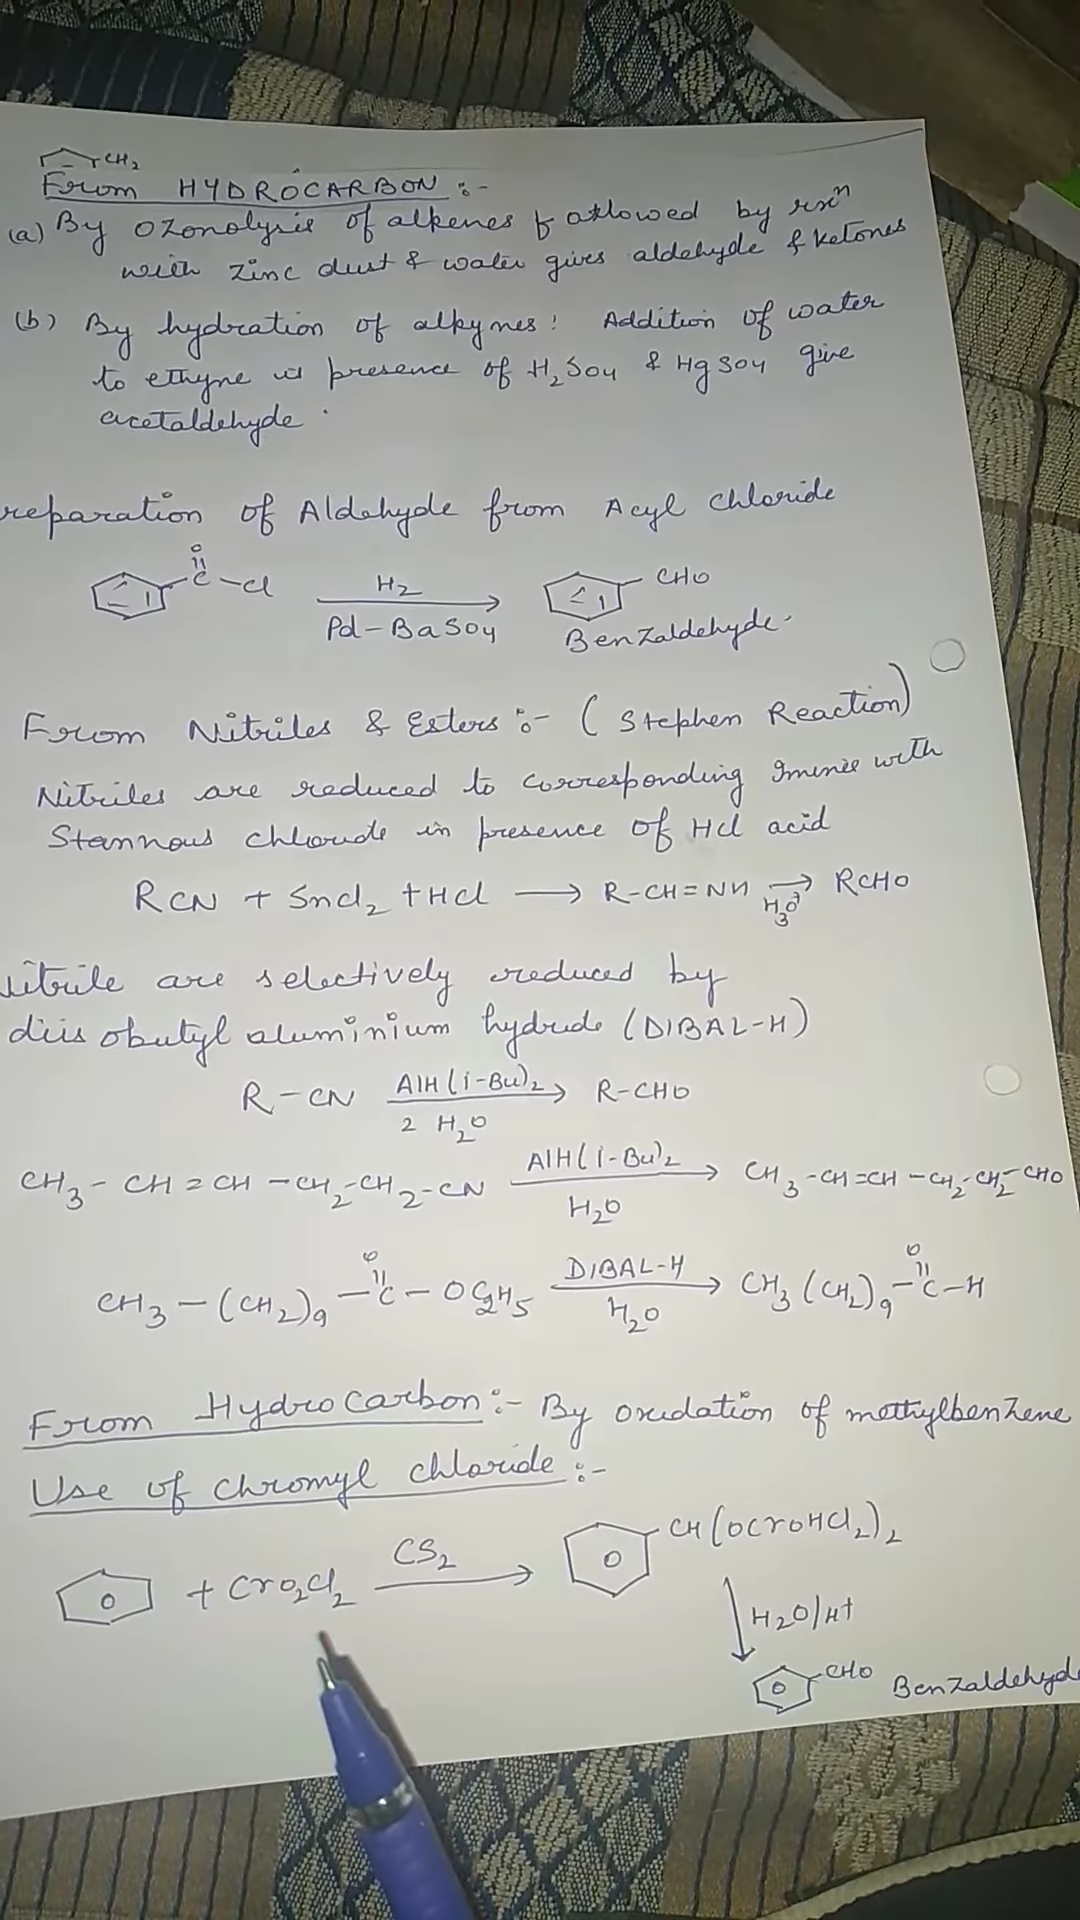 CH2
From HYDROCARBON :-
(a) By ozonolysis of alkenes followed by rxn
with zinc dust & water gives aldehyde & ketones
(b) By hydration of alkynes: Addition of water
to ethyne is presence of H2SO4 & HgSO4 give
acetaldehyde.
reparation of Aldehyde from Acyl chloride
O
C-Cl H2 CHO
Pd-BaSO4 Benzaldehyde.
From Nitriles & Esters :- (Stephen Reaction)
Nitriles are reduced to corresponding Imine with
Stannous chloride in presence of HCl acid
RCN + SnCl2 + HCl → R-CH=NH → RCHO
H3O+
itrile are selectively reduced by
diisobutyl aluminium hydride (DIBAL-H)
R-CN AlH(i-Bu)2 → R-CHO
2 H2O
CH3-CH=CH-CH2-CH2-CN AlH(i-Bu)2 → CH3-CH=CH-CH2-CH2-CHO
H2O
CH3-(CH2)9-C-OC2H5 DIBAL-H → CH3(CH2)9-C-H
O O
H2O
From Hydrocarbon :- By oxidation of methylbenzene
Use of chromyl chloride :-
+ CrO2Cl2 CS2 → CH(OCrOHCl2)2
H2O/H+
CHO Benzaldehyd